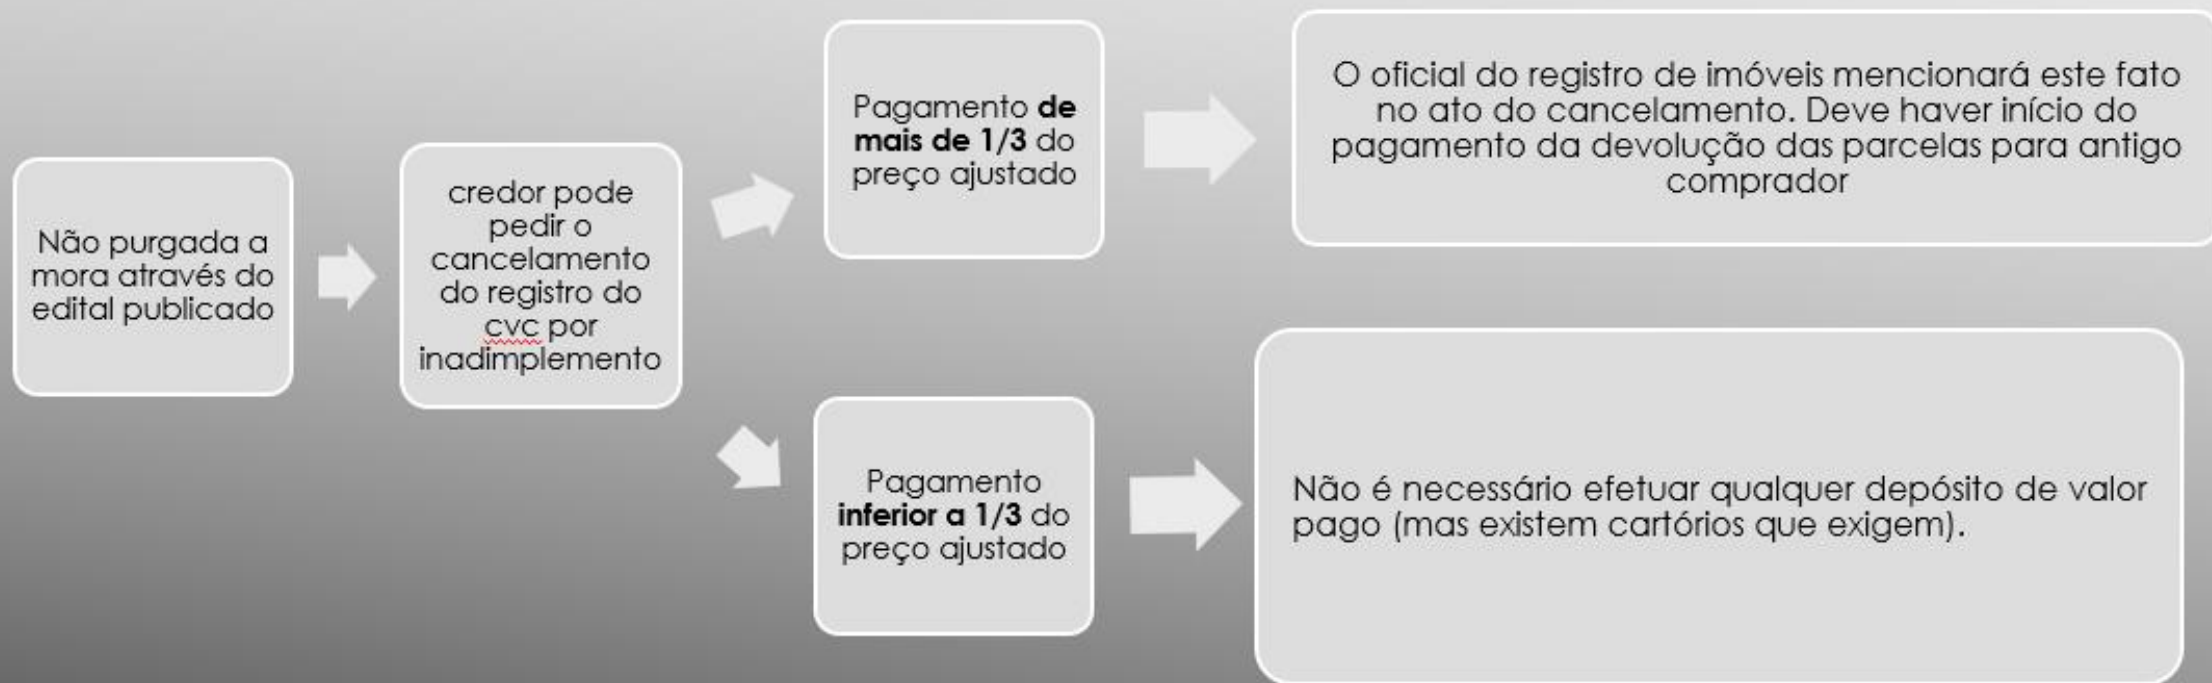 Não purgada a
mora através do
edital publicado
credor pode
pedir o
cancelamento
do registro do
cvc por
inadimplemento
Pagamento de
mais de 1/3 do
preço ajustado
O oficial do registro de imóveis mencionará este fato
no ato do cancelamento. Deve haver início do
pagamento da devolução das parcelas para antigo
comprador
Pagamento
inferior a 1/3 do
preço ajustado
Não é necessário efetuar qualquer depósito de valor
pago (mas existem cartórios que exigem).